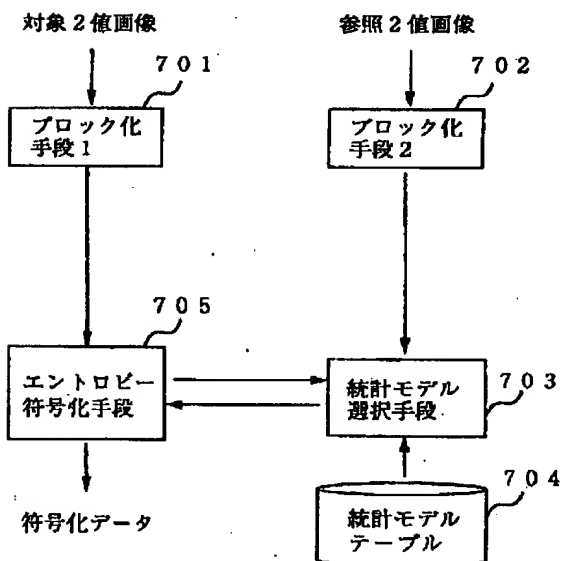 対象2値画像
参照2値画像
701
702
ブロック化
手段1
ブロック化
手段2
705
エントロピー
符号化手段
統計モデル
選択手段
703
符号化データ
704
統計モデル
テーブル